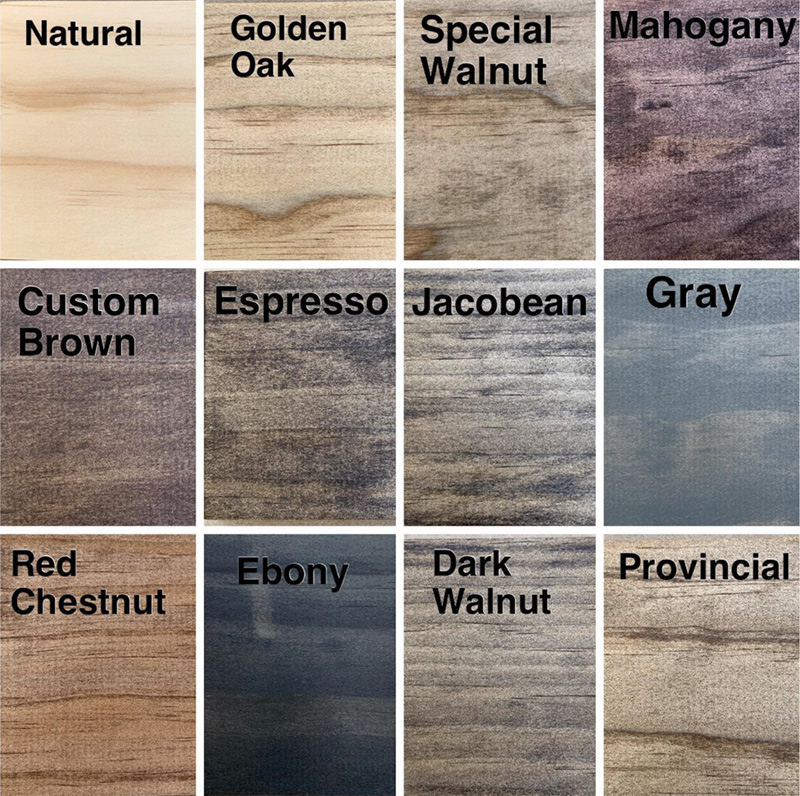 Natural
Golden
Oak
Special
Walnut
Mahogany
Custom
Brown
Espresso
Jacobean
Gray
Red
Chestnut
Ebony
Dark
Walnut
Provincial